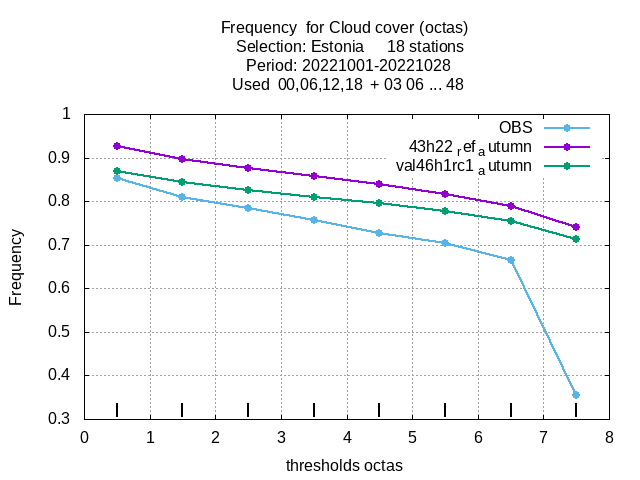 Frequency  for Cloud cover (octas)
Selection: Estonia     18 stations
Period: 20221001-20221028
Used  00,06,12,18  + 03 06 ... 48
1
0.9
0.8
0.7
0.6
0.5
0.4
0.3
Frequency
OBS
43h22 ref autumn
val46h1rc1 autumn
0 1 2 3 4 5 6 7 8
thresholds octas